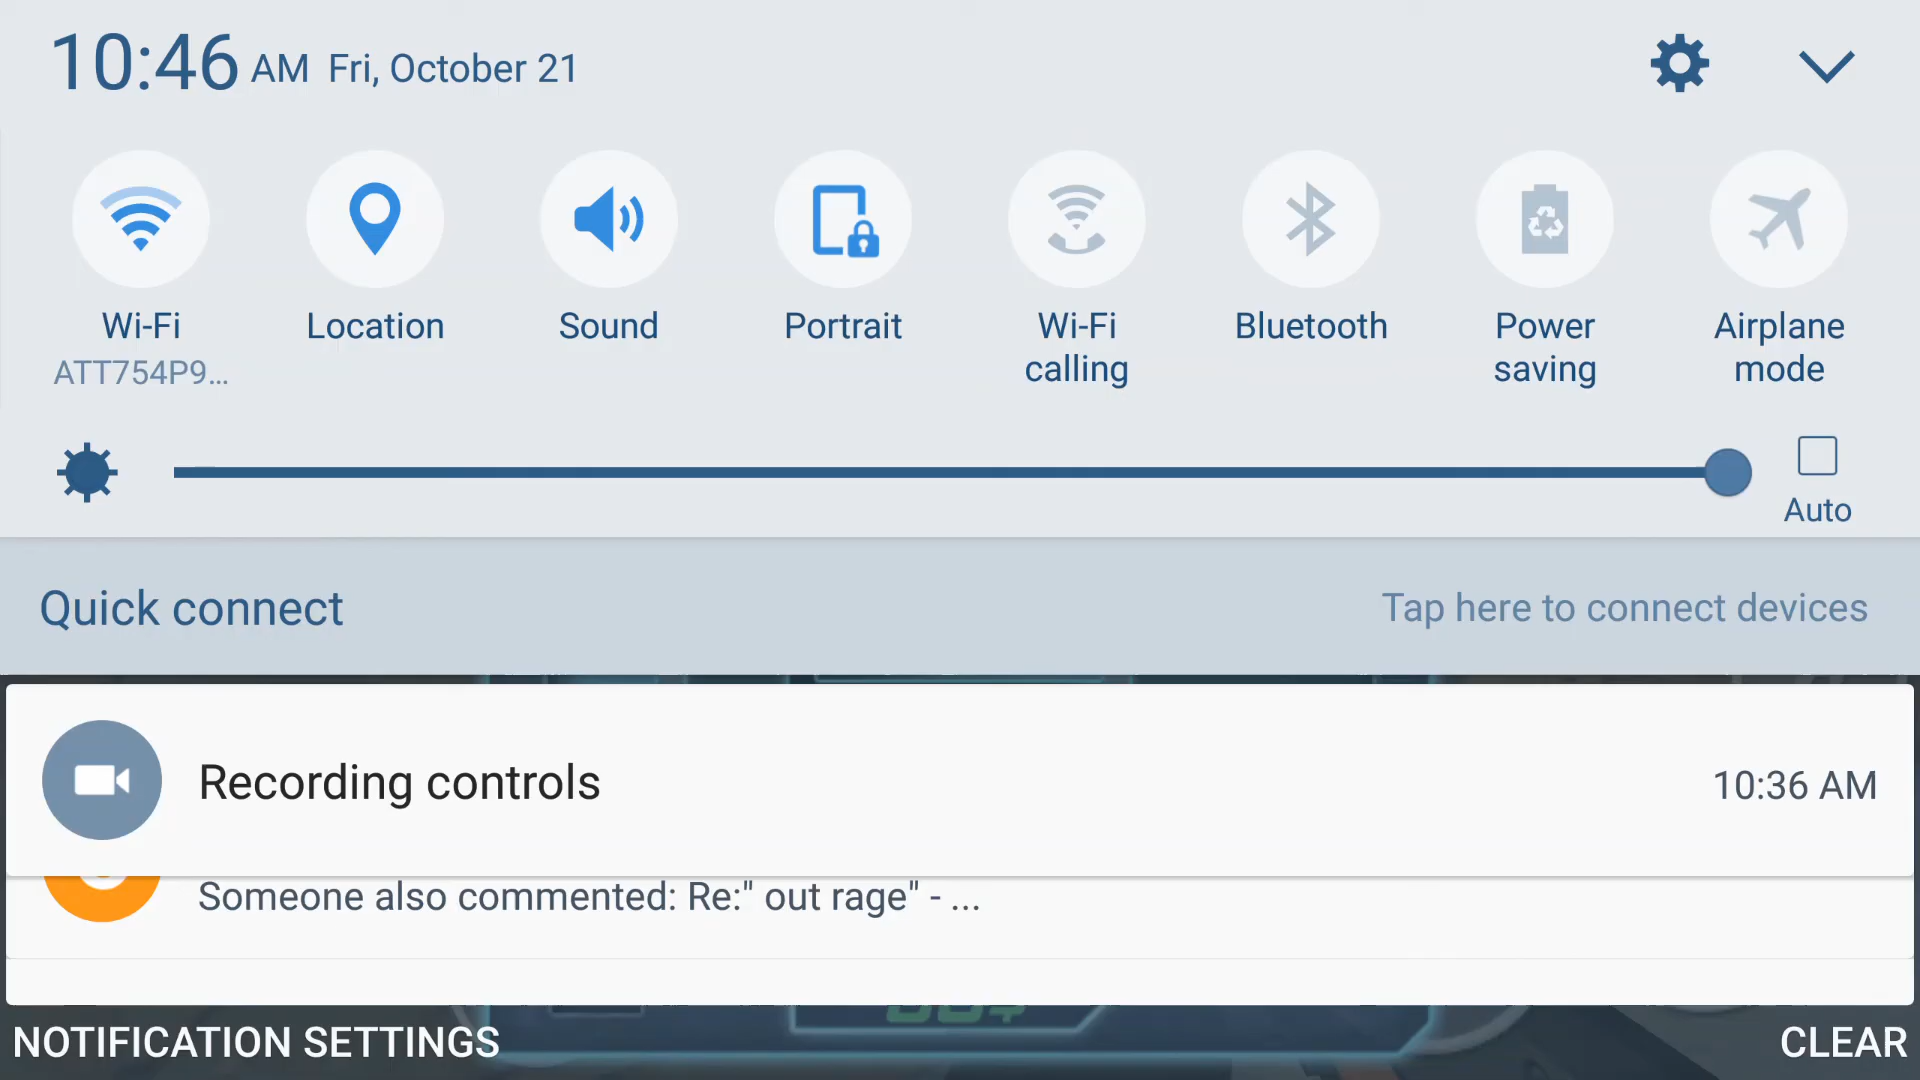 10:46 AM Fri, October 21
Wi-Fi
ATT754P9...
Location
Sound
Portrait
Wi-Fi
calling
Bluetooth
Power
saving
Airplane
mode
Auto
Quick connect
Tap here to connect devices
Recording controls
10:36 AM
Someone also commented: Re:" out rage" - ...
NOTIFICATION SETTINGS
CLEAR